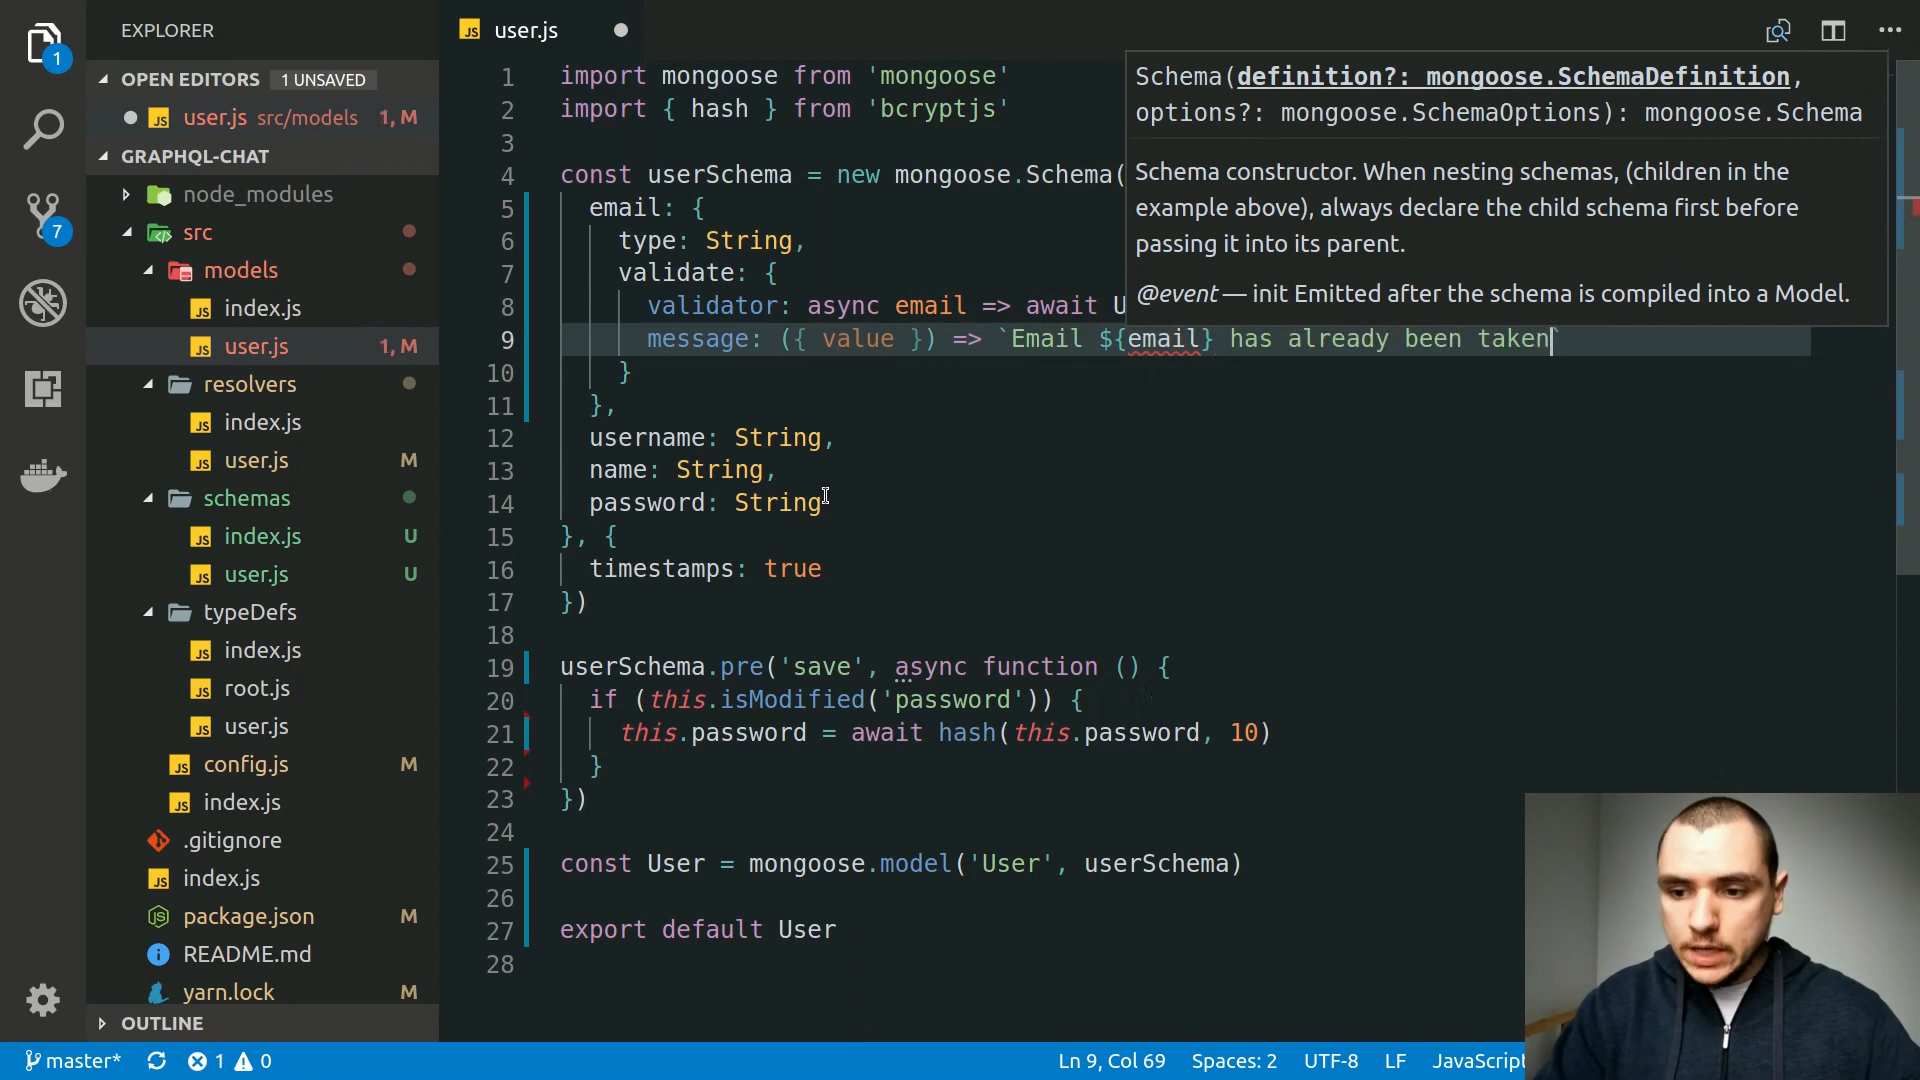 EXPLORER
OPEN EDITORS 1 UNSAVED
user.js src/models 1, M
GRAPHQL-CHAT
node_modules
src
models
index.js
user.js 1, M
resolvers
index.js
user.js M
schemas
index.js U
user.js U
typeDefs
index.js
root.js
user.js
config.js M
index.js
.gitignore
index.js
package.json M
README.md
yarn.lock M
OUTLINE
1
7
user.js
1 import mongoose from 'mongoose'
2 import { hash } from 'bcryptjs'
3
4 const userSchema = new mongoose.Schema(
5 email: {
6 type: String,
7 validate: {
8 validator: async email => await U
9 message: ({ value }) => `Email ${email} has already been taken`
10 }
11 },
12 username: String,
13 name: String,
14 password: String
15 }, {
16 timestamps: true
17 })
18
19 userSchema.pre('save', async function () {
20 if (this.isModified('password')) {
21 this.password = await hash(this.password, 10)
22 }
23 })
24
25 const User = mongoose.model('User', userSchema)
26
27 export default User
28
Schema(definition?: mongoose.SchemaDefinition,
options?: mongoose.SchemaOptions): mongoose.Schema
Schema constructor. When nesting schemas, (children in the
example above), always declare the child schema first before
passing it into its parent.
@event — init Emitted after the schema is compiled into a Model.
master* 1 0 Ln 9, Col 69 Spaces: 2 UTF-8 LF JavaScript